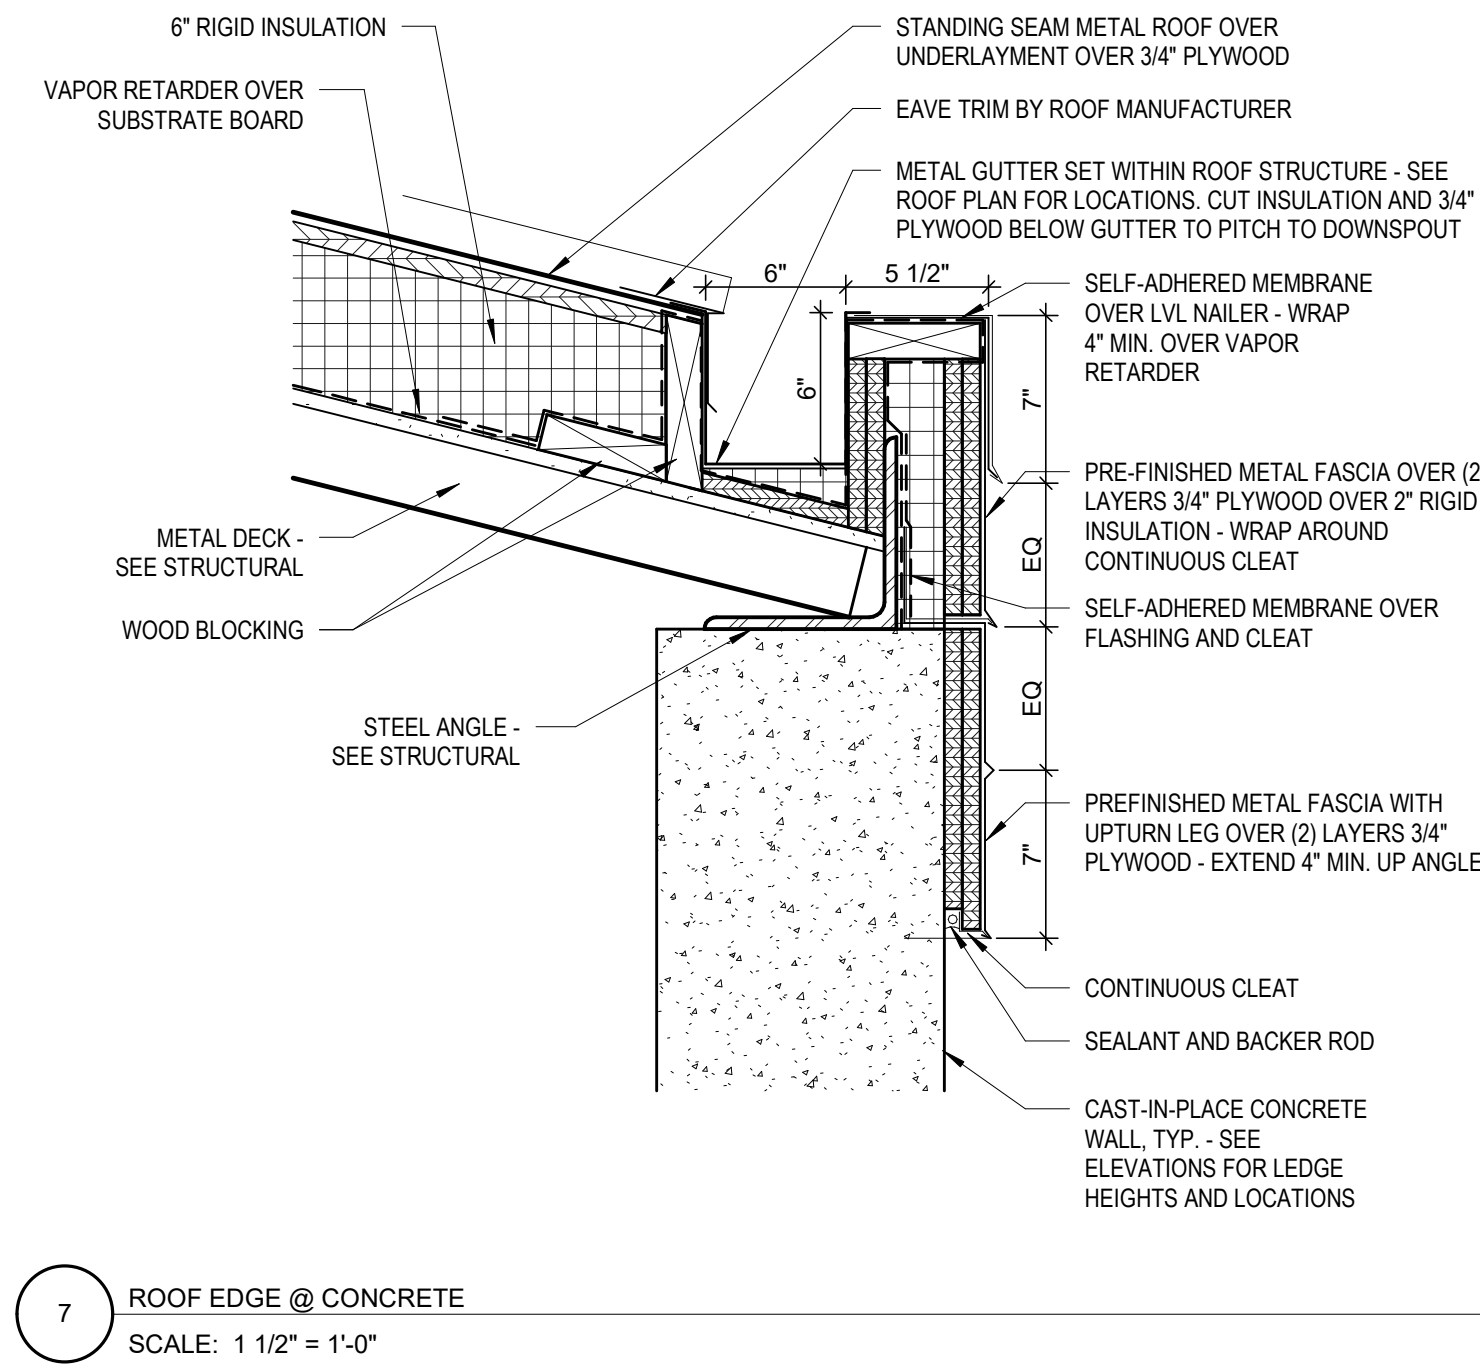 6" RIGID INSULATION
VAPOR RETARDER OVER
SUBSTRATE BOARD
STANDING SEAM METAL ROOF OVER
UNDERLAYMENT OVER 3/4" PLYWOOD
EAVE TRIM BY ROOF MANUFACTURER
METAL GUTTER SET WITHIN ROOF STRUCTURE - SEE
ROOF PLAN FOR LOCATIONS. CUT INSULATION AND 3/4"
PLYWOOD BELOW GUTTER TO PITCH TO DOWNSPOUT
6"
5 1/2"
6"
7"
EQ
EQ
7"
SELF-ADHERED MEMBRANE
OVER LVL NAILER - WRAP
4" MIN. OVER VAPOR
RETARDER
PRE-FINISHED METAL FASCIA OVER (2
LAYERS 3/4" PLYWOOD OVER 2" RIGID
INSULATION - WRAP AROUND
CONTINUOUS CLEAT
SELF-ADHERED MEMBRANE OVER
FLASHING AND CLEAT
METAL DECK -
SEE STRUCTURAL
WOOD BLOCKING
STEEL ANGLE -
SEE STRUCTURAL
PREFINISHED METAL FASCIA WITH
UPTURN LEG OVER (2) LAYERS 3/4"
PLYWOOD - EXTEND 4" MIN. UP ANGLE
CONTINUOUS CLEAT
SEALANT AND BACKER ROD
CAST-IN-PLACE CONCRETE
WALL, TYP. - SEE
ELEVATIONS FOR LEDGE
HEIGHTS AND LOCATIONS
7
ROOF EDGE @ CONCRETE
SCALE: 1 1/2" = 1'-0"